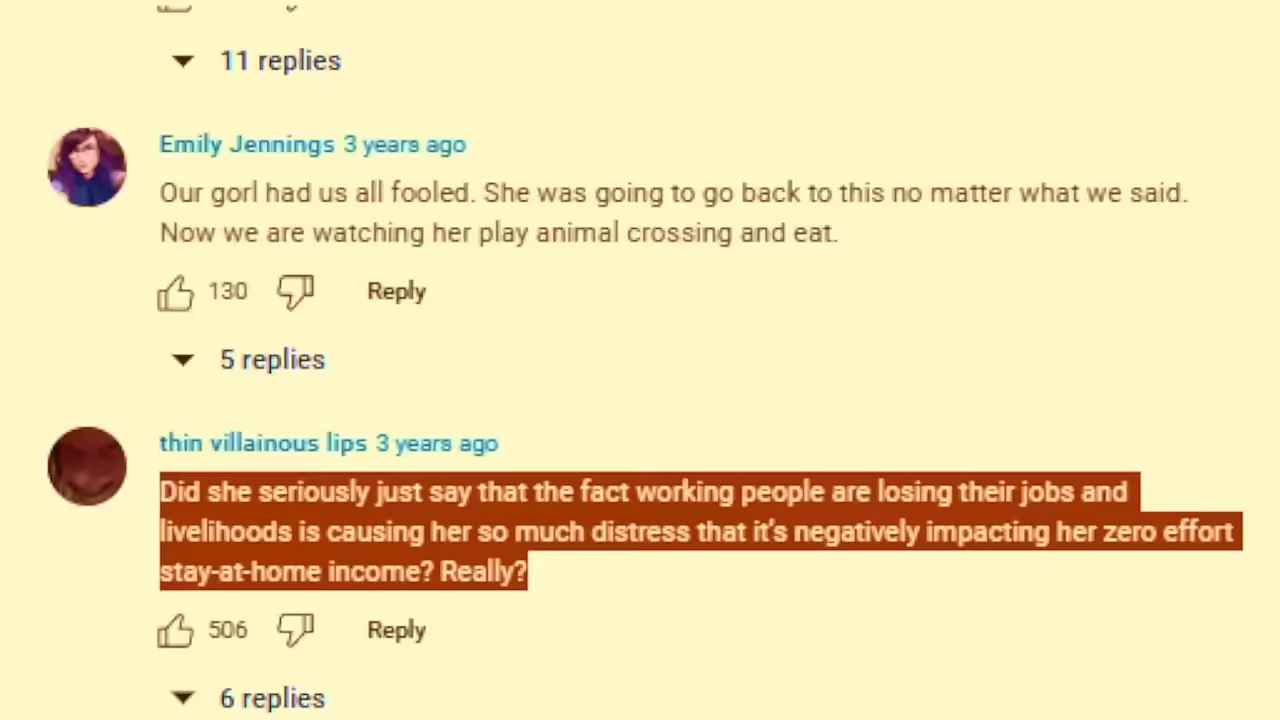 11 replies
Emily Jennings 3 years ago
Our gorl had us all fooled. She was going to go back to this no matter what we said.
Now we are watching her play animal crossing and eat.
130 Reply
5 replies
thin villainous lips 3 years ago
Did she seriously just say that the fact working people are losing their jobs and
livelihoods is causing her so much distress that it's negatively impacting her zero effort
stay-at-home income? Really?
506 Reply
6 replies